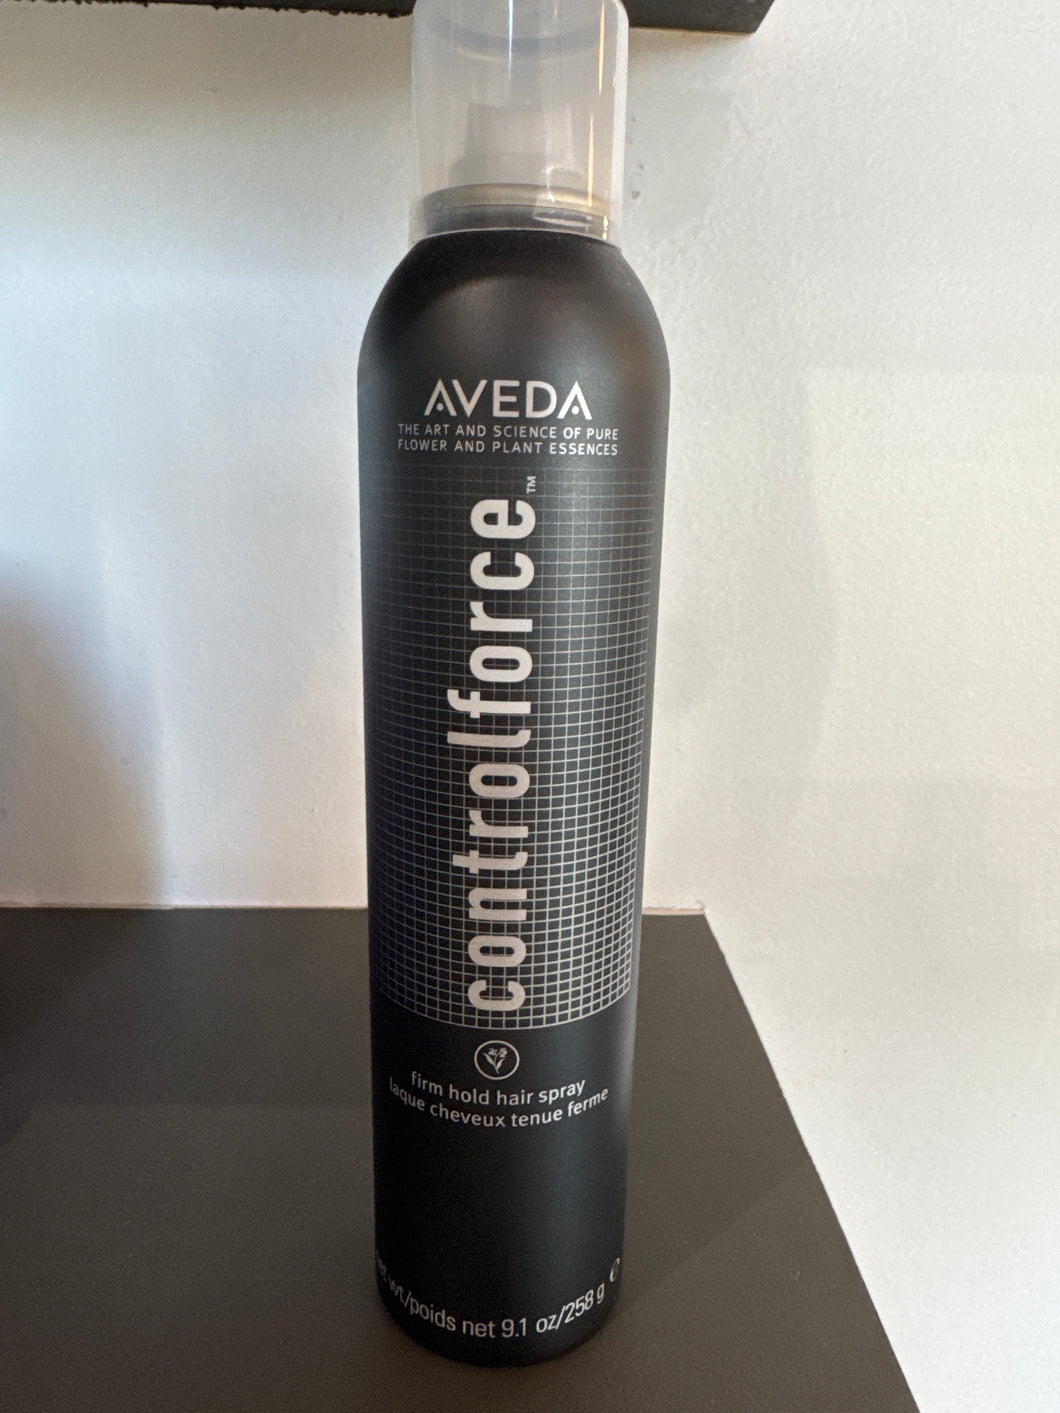 AVEDA
THE ART AND SCIENCE OF PURE
FLOWER AND PLANT ESSENCES
controlforce™
firm hold hair spray
laque cheveux tenue ferme
wt/poids net 9.1 oz/258 g ℮